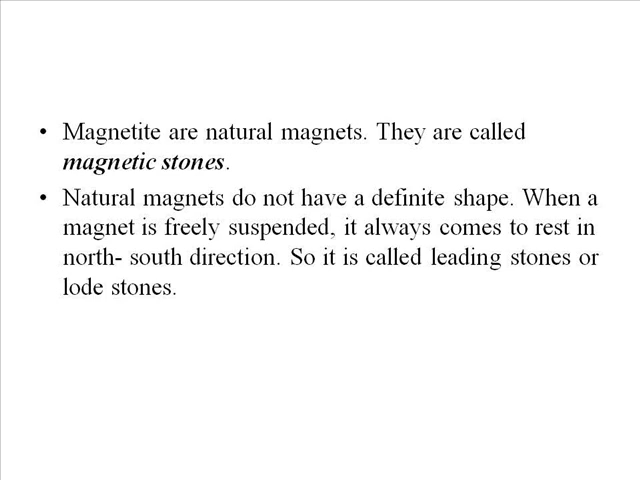 • Magnetite are natural magnets. They are called
magnetic stones.
• Natural magnets do not have a definite shape. When a
magnet is freely suspended, it always comes to rest in
north- south direction. So it is called leading stones or
lode stones.